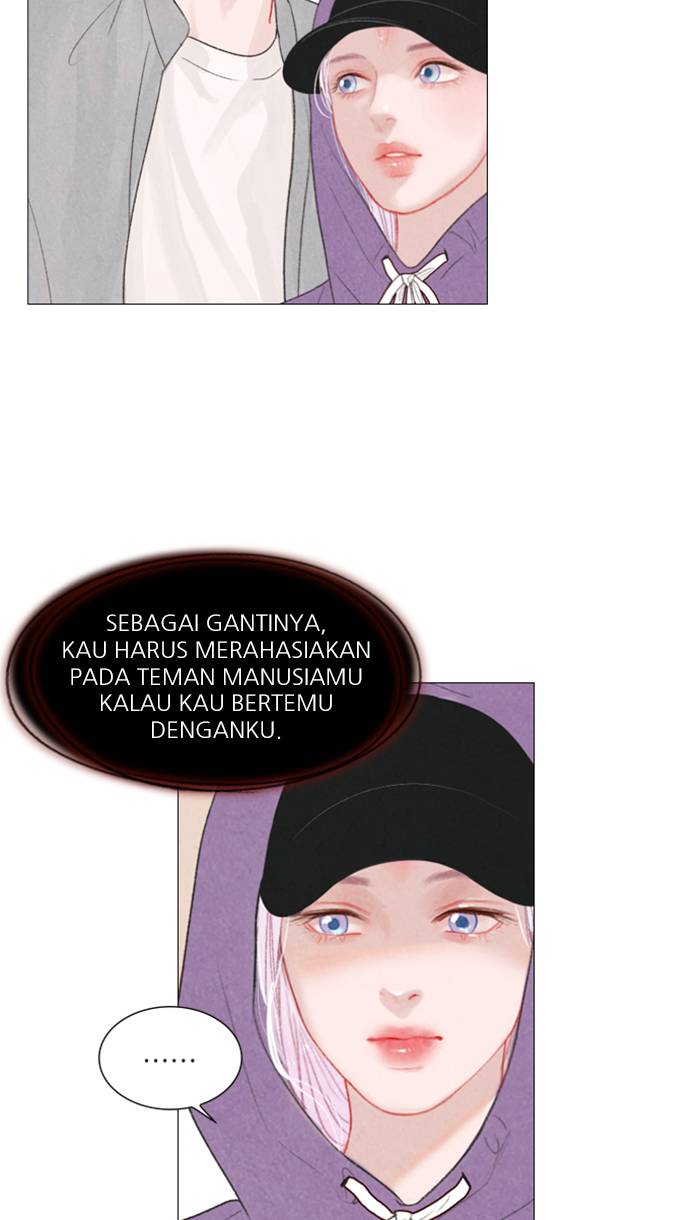 SEBAGAI GANTINYA,
KAU HARUS MERAHASIAKAN
PADA TEMAN MANUSIAMU
KALAU KAU BERTEMU
DENGANKU.
......